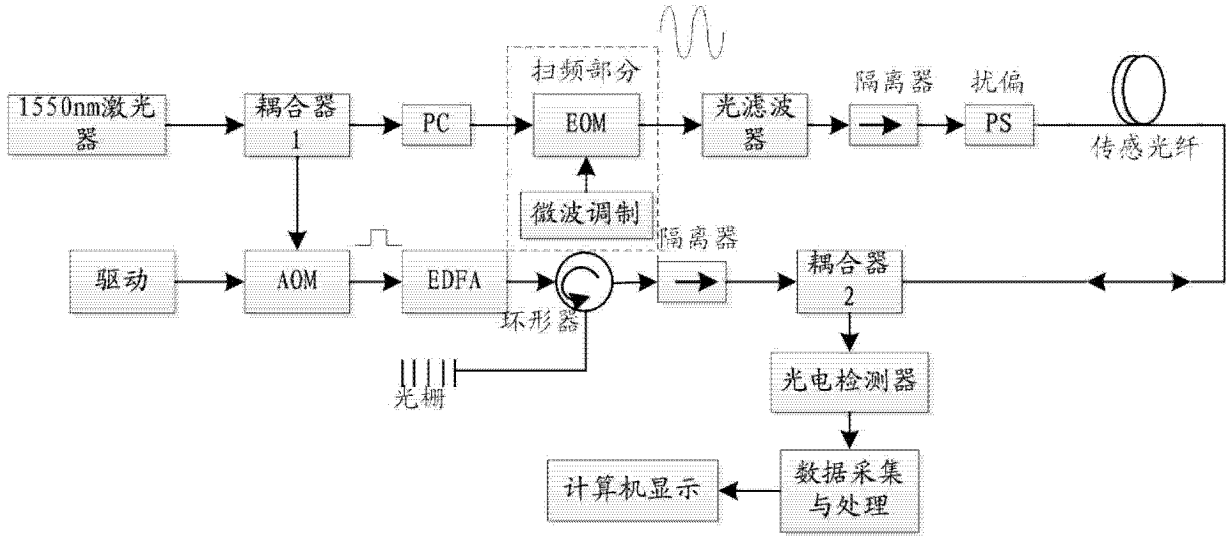 扫频部分
1550nm激光
器
耦合器
1
PC
EOM
光滤波
器
隔离器
扰偏
PS
传感光纤
微波调制
驱动
AOM
EDFA
环形器
隔离器
耦合器
2
光栅
光电检测器
数据采集
与处理
计算机显示